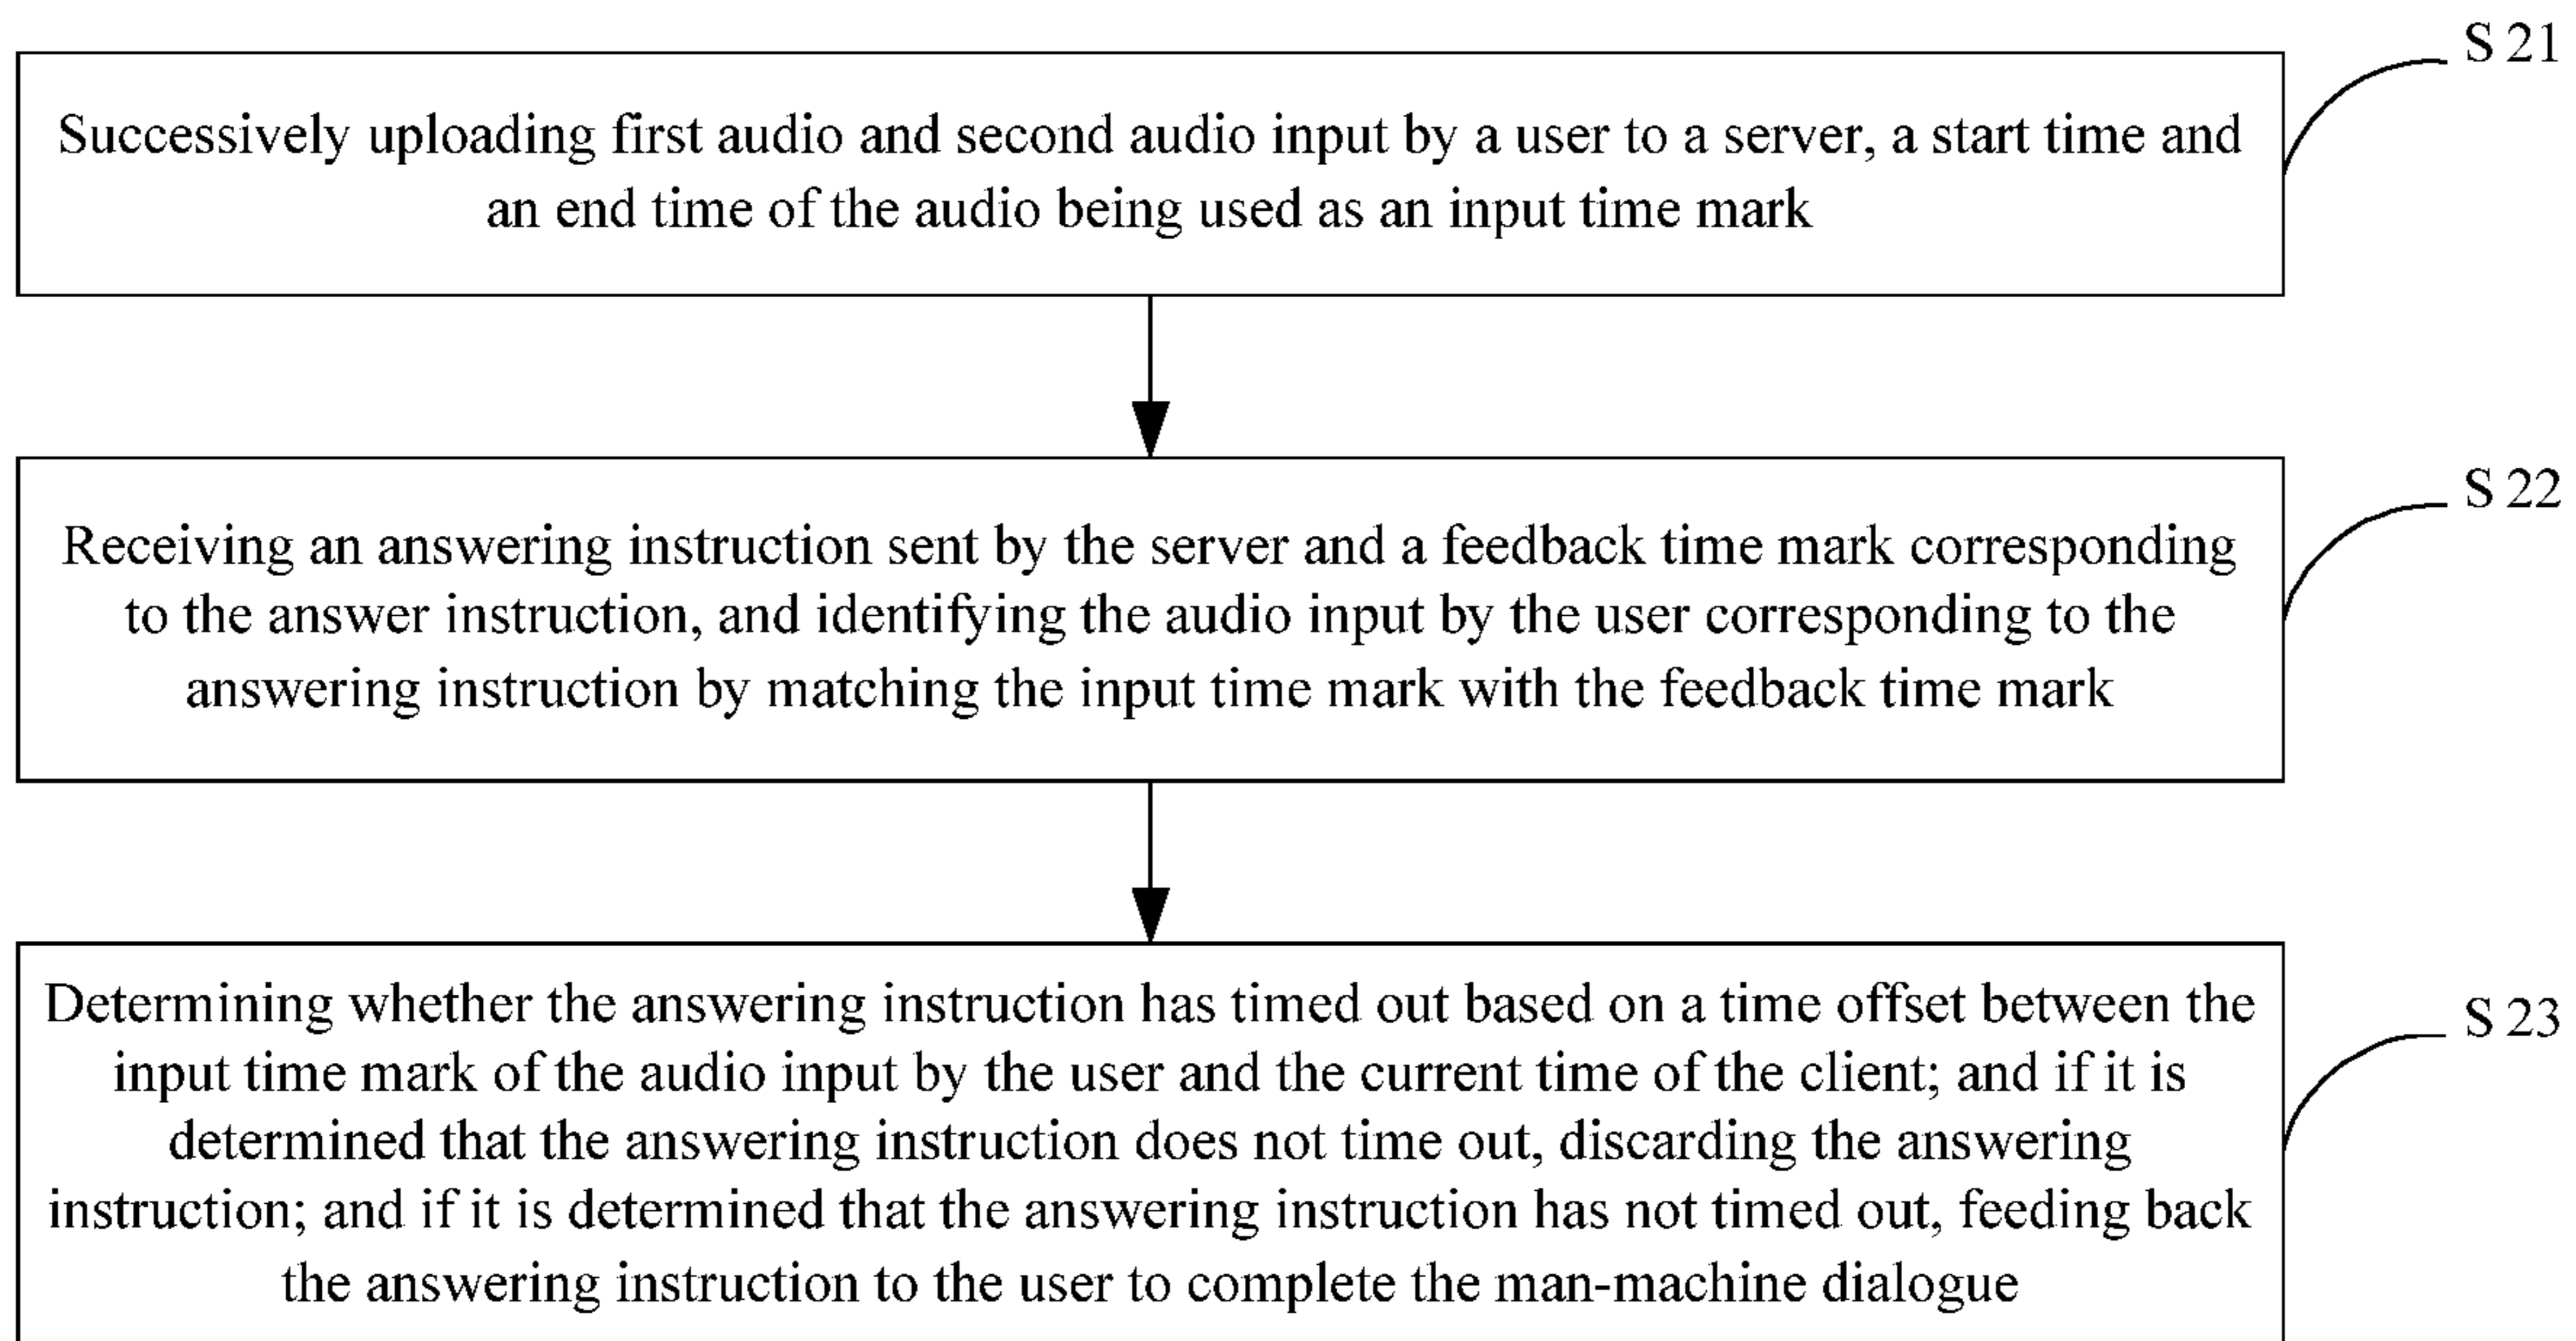 S 21
Successively uploading first audio and second audio input by a user to a server, a start time and
an end time of the audio being used as an input time mark
S 22
Receiving an answering instruction sent by the server and a feedback time mark corresponding
to the answer instruction, and identifying the audio input by the user corresponding to the
answering instruction by matching the input time mark with the feedback time mark
S 23
Determining whether the answering instruction has timed out based on a time offset between the
input time mark of the audio input by the user and the current time of the client; and if it is
determined that the answering instruction does not time out, discarding the answering
instruction; and if it is determined that the answering instruction has not timed out, feeding back
the answering instruction to the user to complete the man-machine dialogue